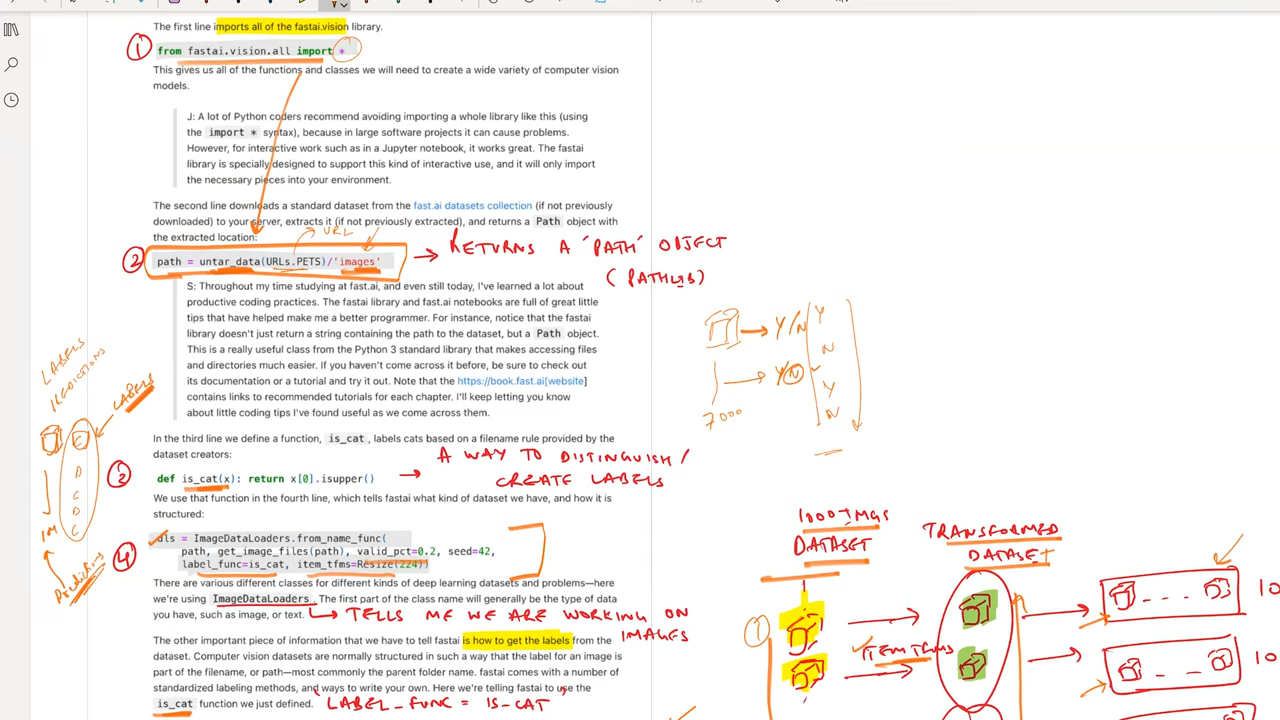 The first line imports all of the fastai.vision library.
① from fastai.vision.all import *
This gives us all of the functions and classes we will need to create a wide variety of computer vision
models.
J: A lot of Python coders recommend avoiding importing a whole library like this (using
the import * syntax), because in large software projects it can cause problems.
However, for interactive work such as in a Jupyter notebook, it works great. The fastai
library is specially designed to support this kind of interactive use, and it will only import
the necessary pieces into your environment.
The second line downloads a standard dataset from the fast.ai datasets collection (if not previously
downloaded) to your server, extracts it (if not previously extracted), and returns a Path object with
the extracted location:
URL
② path = untar_data(URLs.PETS)/'images'
RETURNS A 'PATH' OBJECT
(PATHLIB)
S: Throughout my time studying at fast.ai, and even still today, I've learned a lot about
productive coding practices. The fastai library and fast.ai notebooks are full of great little
tips that have helped make me a better programmer. For instance, notice that the fastai
library doesn't just return a string containing the path to the dataset, but a Path object.
This is a really useful class from the Python 3 standard library that makes accessing files
and directories much easier. If you haven't come across it before, be sure to check out
its documentation or a tutorial and try it out. Note that the https://book.fast.ai[website]
contains links to recommended tutorials for each chapter. I'll keep letting you know
about little coding tips I've found useful as we come across them.
LABELS
PREDICTIONS
LABELS
C
D
C
D
C
1M
Predictions
Y/N
Y/N
7000
Y
N
Y
N
In the third line we define a function, is_cat, labels cats based on a filename rule provided by the
dataset creators:
② def is_cat(x): return x[0].isupper()
A WAY TO DISTINGUISH/
CREATE LABELS
We use that function in the fourth line, which tells fastai what kind of dataset we have, and how it is
structured:
④ dls = ImageDataLoaders.from_name_func(
path, get_image_files(path), valid_pct=0.2, seed=42,
label_func=is_cat, item_tfms=Resize(224))
There are various different classes for different kinds of deep learning datasets and problems—here
we're using ImageDataLoaders. The first part of the class name will generally be the type of data
you have, such as image, or text.
TELLS ME WE ARE WORKING ON
IMAGES
The other important piece of information that we have to tell fastai is how to get the labels from the
dataset. Computer vision datasets are normally structured in such a way that the label for an image is
part of the filename, or path—most commonly the parent folder name. fastai comes with a number of
standardized labeling methods, and ways to write your own. Here we're telling fastai to use the
is_cat function we just defined.
"LABEL_FUNC = IS_CAT"
1000 IMGS
DATASET
TRANSFORMED
DATASET
①
ITEM TFMS
10
10